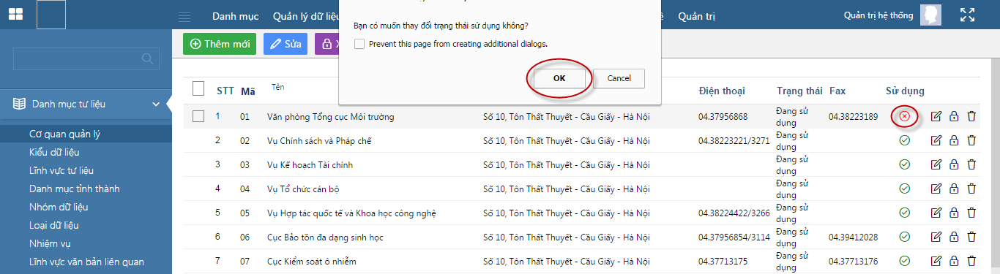 Danh mục
Quản lý dữ liệu
Quản trị
Quản trị hệ thống
Bạn có muốn thay đổi trạng thái sử dụng không?
Prevent this page from creating additional dialogs.
OK
Cancel
Thêm mới
Sửa
Danh mục tư liệu
Cơ quan quản lý
Kiểu dữ liệu
Lĩnh vực tư liệu
Danh mục tỉnh thành
Nhóm dữ liệu
Loại dữ liệu
Nhiệm vụ
Lĩnh vực văn bản liên quan
STT Mã Tên Điện thoại Trạng thái Fax Sử dụng
1 01 Văn phòng Tổng cục Môi trường Số 10, Tôn Thất Thuyết - Cầu Giấy - Hà Nội 04.37956868 Đang sử dụng 04.38223189
2 02 Vụ Chính sách và Pháp chế Số 10, Tôn Thất Thuyết - Cầu Giấy - Hà Nội 04.38223221/3271 Đang sử dụng
3 03 Vụ Kế hoạch Tài chính Số 10, Tôn Thất Thuyết - Cầu Giấy - Hà Nội Đang sử dụng
4 04 Vụ Tổ chức cán bộ Số 10, Tôn Thất Thuyết - Cầu Giấy - Hà Nội Đang sử dụng
5 05 Vụ Hợp tác quốc tế và Khoa học công nghệ Số 10, Tôn Thất Thuyết - Cầu Giấy - Hà Nội 04.38224422/3266 Đang sử dụng
6 06 Cục Bảo tồn đa dạng sinh học Số 10, Tôn Thất Thuyết - Cầu Giấy - Hà Nội 04.37956854/3114 Đang sử dụng 04.39412028
7 07 Cục Kiểm soát ô nhiễm Số 10, Tôn Thất Thuyết - Cầu Giấy - Hà Nội 04.37713175 Đang sử dụng 04.37713176